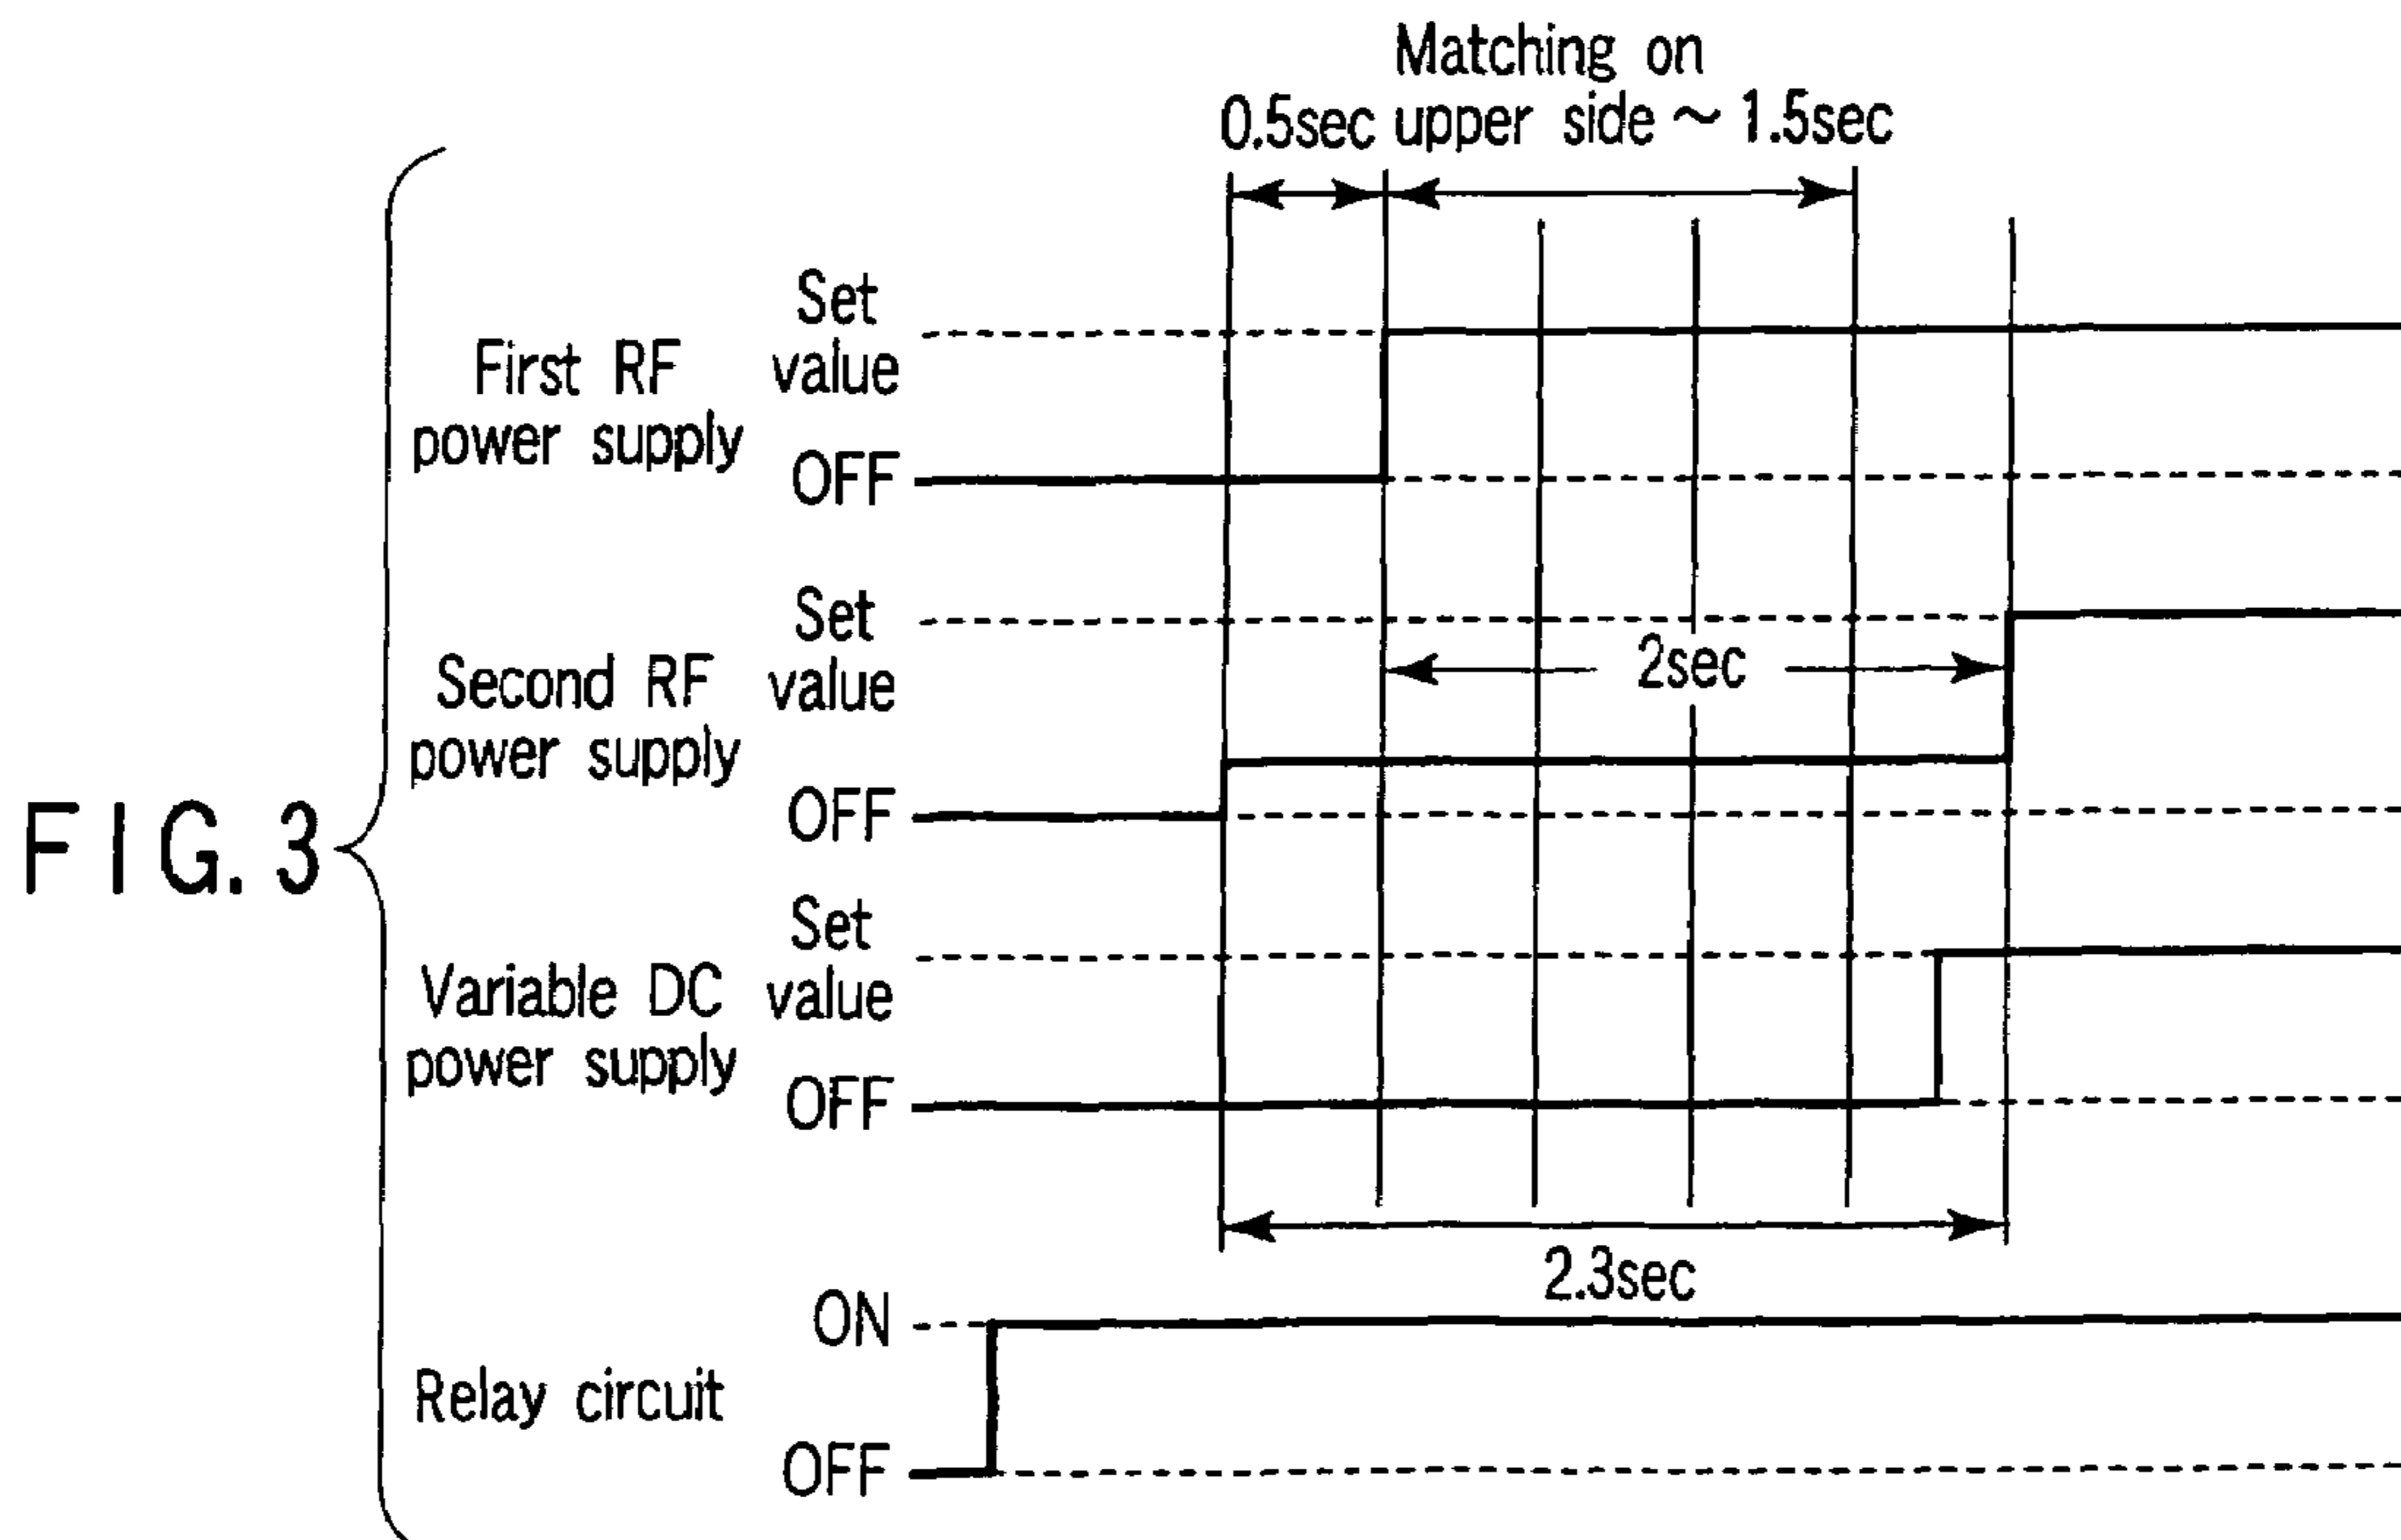 Matching on
0.5sec upper side ~ 1.5sec
Set
value
First RF
power supply
OFF
Set
value
2sec
Second RF
power supply
OFF
FIG. 3
Set
value
Variable DC
power supply
OFF
2.3sec
ON
Relay circuit
OFF